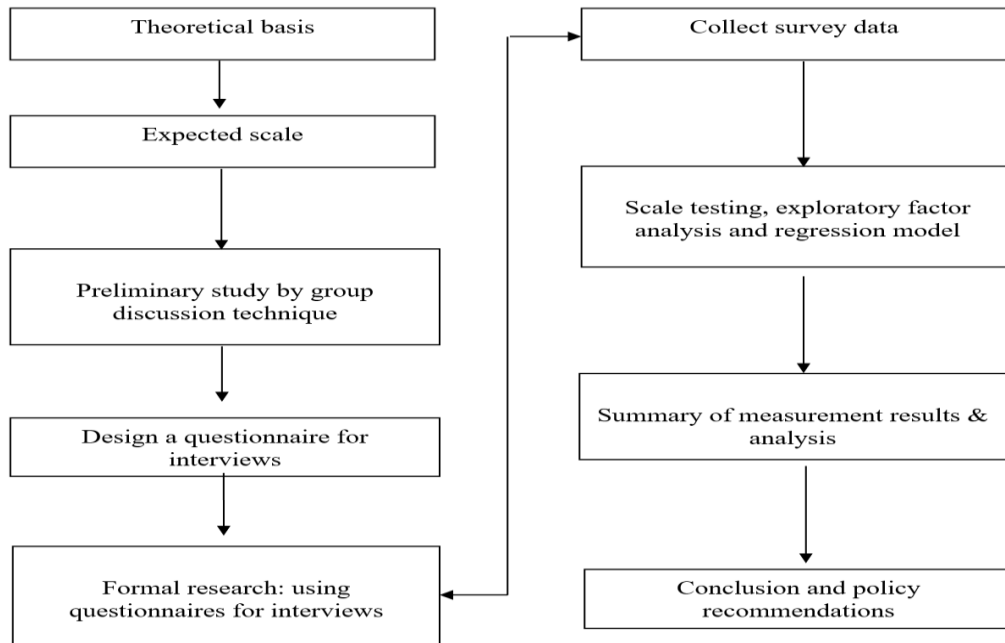 Theoretical basis
Expected scale
Preliminary study by group
discussion technique
Design a questionnaire for
interviews
Formal research: using
questionnaires for interviews
Collect survey data
Scale testing, exploratory factor
analysis and regression model
Summary of measurement results &
analysis
Conclusion and policy
recommendations